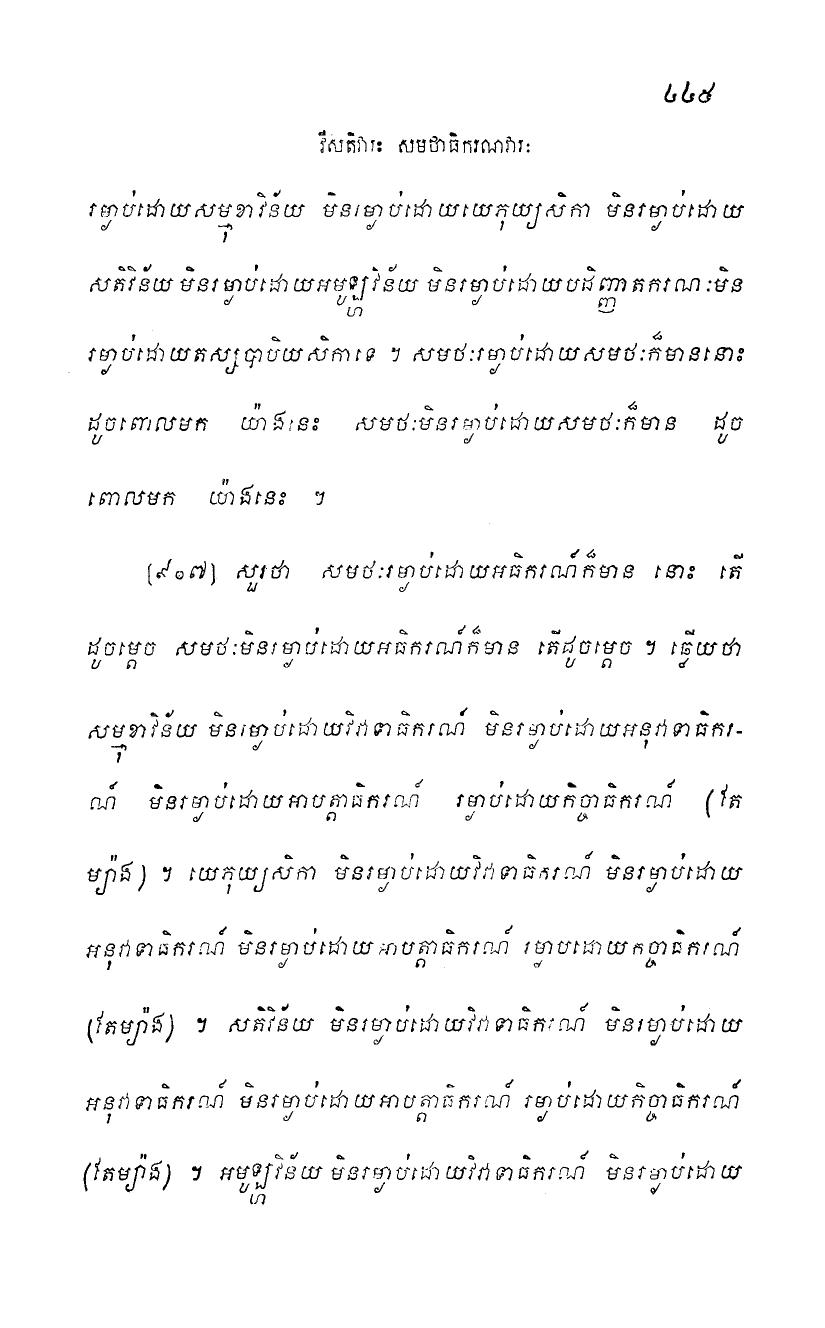 ៤៤៩
វីសតិវារៈ សមថាធិករណវារៈ
រម្ងាប់ដោយសម្មុខាវិន័យ មិនរម្ងាប់ដោយយេភុយ្យសិកា មិនរម្ងាប់ដោយ
សតិវិន័យ មិនរម្ងាប់ដោយអមូឡ្ហវិន័យ មិនរម្ងាប់ដោយបដិញ្ញាតករណៈមិន
រម្ងាប់ដោយតស្សបាបិយសិកាទេ ។ សមថៈរម្ងាប់ដោយសមថៈក៏មាននោះ
ដូចពោលមក យ៉ាងនេះ សមថៈមិនរម្ងាប់ដោយសមថៈក៏មាន ដូច
ពោលមក យ៉ាងនេះ ។
[៩០៧] សួរថា សមថៈរម្ងាប់ដោយអធិករណ៍ក៏មាន នោះ តើ
ដូចម្តេច សមថៈមិនរម្ងាប់ដោយអធិករណ៍ក៏មាន តើដូចម្តេច ។ ឆ្លើយថា
សម្មុខាវិន័យ មិនរម្ងាប់ដោយវិវាទាធិករណ៍ មិនរម្ងាប់ដោយអនុវាទាធិករ-
ណ៍ មិនរម្ងាប់ដោយអាបត្តាធិករណ៍ រម្ងាប់ដោយកិច្ចាធិករណ៍ (តែ
ម្យ៉ាង) ។ យេភុយ្យសិកា មិនរម្ងាប់ដោយវិវាទាធិករណ៍ មិនរម្ងាប់ដោយ
អនុវាទាធិករណ៍ មិនរម្ងាប់ដោយអាបត្តាធិករណ៍ រម្ងាប់ដោយកិច្ចាធិករណ៍
(តែម្យ៉ាង) ។ សតិវិន័យ មិនរម្ងាប់ដោយវិវាទាធិករណ៍ មិនរម្ងាប់ដោយ
អនុវាទាធិករណ៍ មិនរម្ងាប់ដោយអាបត្តាធិករណ៍ រម្ងាប់ដោយកិច្ចាធិករណ៍
(តែម្យ៉ាង) ។ អមូឡ្ហវិន័យ មិនរម្ងាប់ដោយវិវាទាធិករណ៍ មិនរម្ងាប់ដោយ